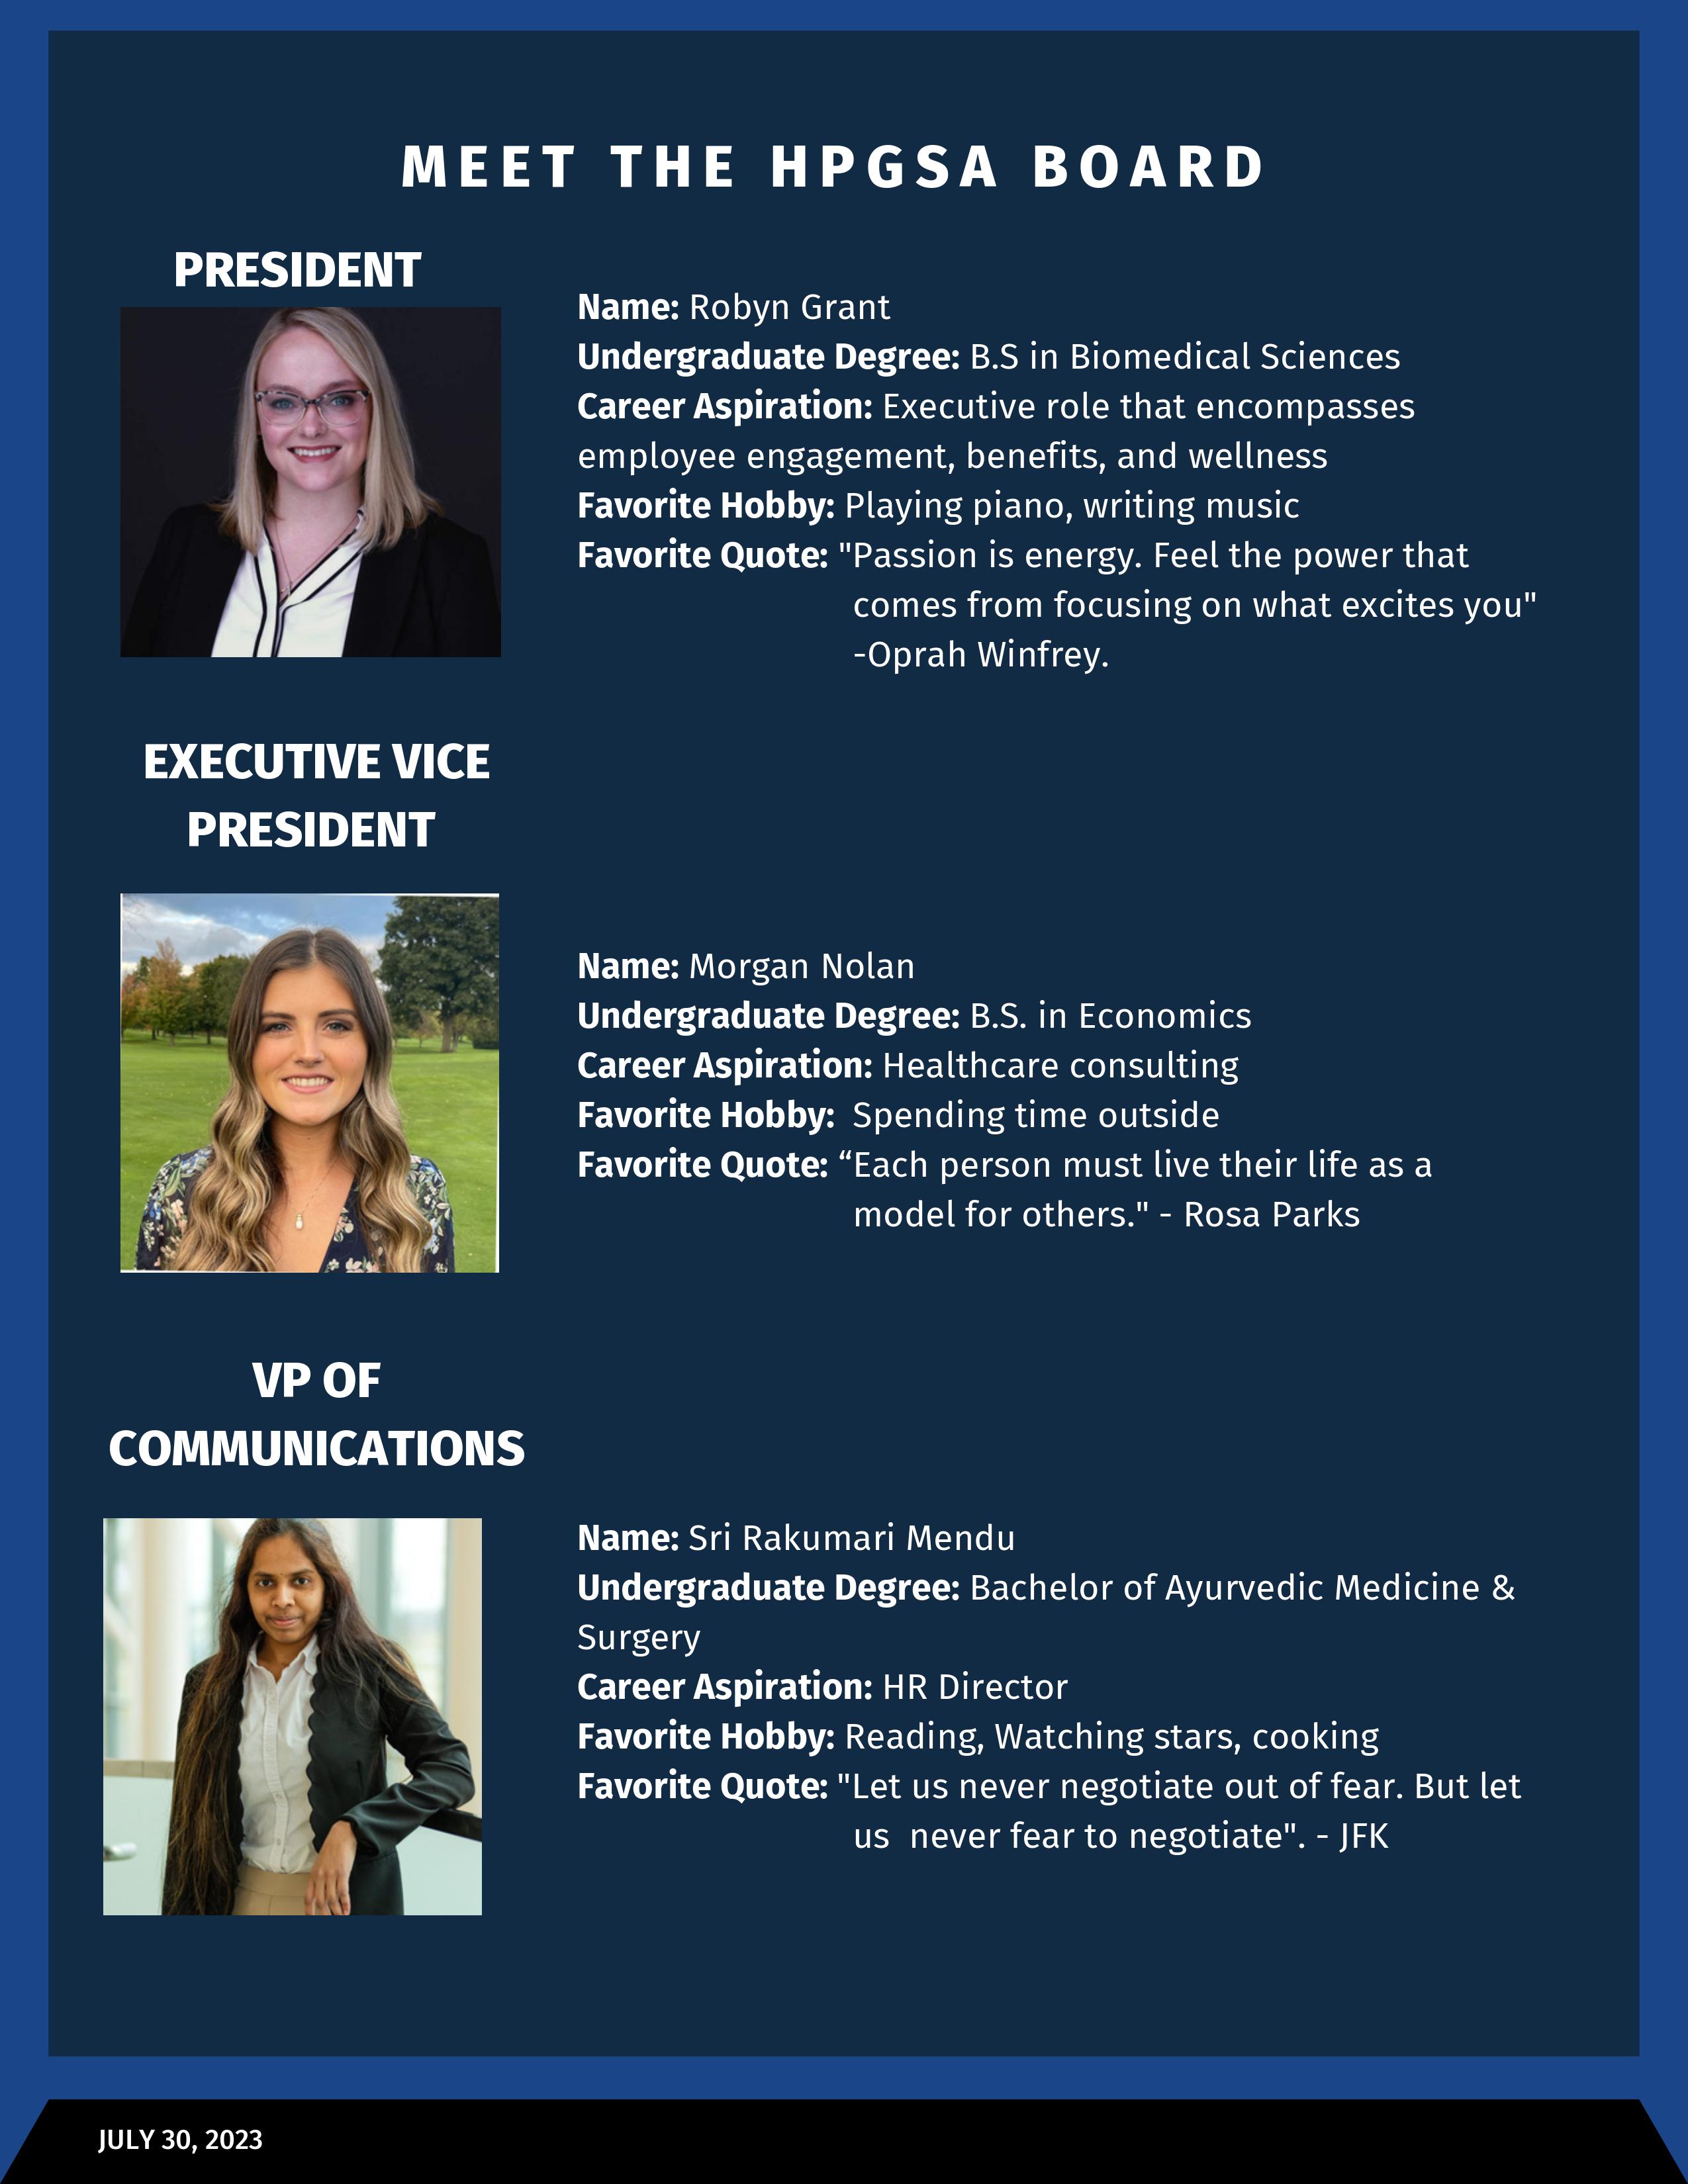 MEET THE HPGSA BOARD
PRESIDENT
Name: Robyn Grant
Undergraduate Degree: B.S in Biomedical Sciences
Career Aspiration: Executive role that encompasses
employee engagement, benefits, and wellness
Favorite Hobby: Playing piano, writing music
Favorite Quote: "Passion is energy. Feel the power that
comes from focusing on what excites you"
-Oprah Winfrey.
EXECUTIVE VICE
PRESIDENT
Name: Morgan Nolan
Undergraduate Degree: B.S. in Economics
Career Aspiration: Healthcare consulting
Favorite Hobby:  Spending time outside
Favorite Quote: “Each person must live their life as a
model for others." - Rosa Parks
VP OF
COMMUNICATIONS
Name: Sri Rakumari Mendu
Undergraduate Degree: Bachelor of Ayurvedic Medicine &
Surgery
Career Aspiration: HR Director
Favorite Hobby: Reading, Watching stars, cooking
Favorite Quote: "Let us never negotiate out of fear. But let
us  never fear to negotiate". - JFK
JULY 30, 2023